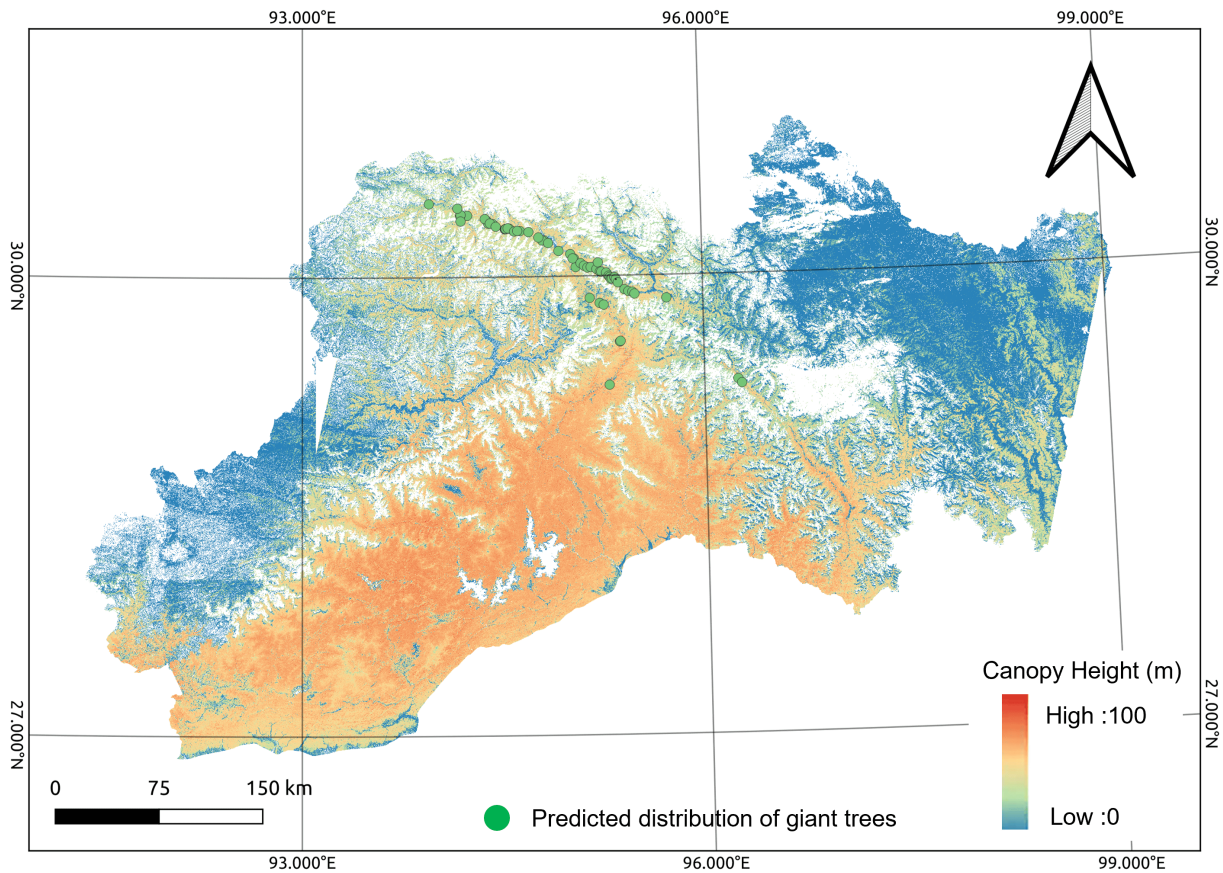 93.000°E 96.000°E 99.000°E
30.000°N 30.000°N
Canopy Height (m)
High :100
27.000°N 27.000°N
Low :0
0 75 150 km
Predicted distribution of giant trees
93.000°E 96.000°E 99.000°E